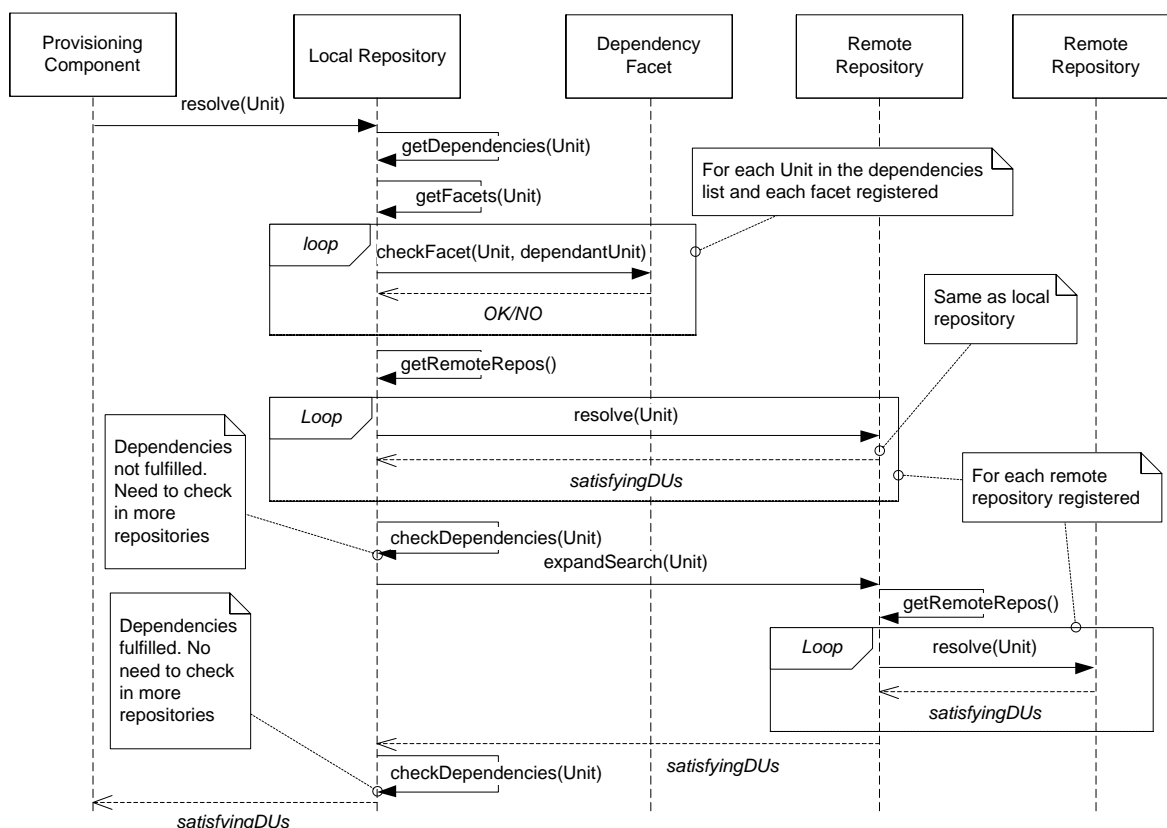 Provisioning
Component
Local Repository
Dependency
Facet
Remote
Repository
Remote
Repository
resolve(Unit)
getDependencies(Unit)
getFacets(Unit)
For each Unit in the dependencies
list and each facet registered
loop
checkFacet(Unit, dependantUnit)
OK/NO
Same as local
repository
getRemoteRepos()
Loop
resolve(Unit)
satisfyingDUs
Dependencies
not fulfilled.
Need to check
in more
repositories
For each remote
repository registered
checkDependencies(Unit)
expandSearch(Unit)
getRemoteRepos()
Dependencies
fulfilled. No
need to check
in more
repositories
Loop
resolve(Unit)
satisfyingDUs
satisfyingDUs
checkDependencies(Unit)
satisfyingDUs